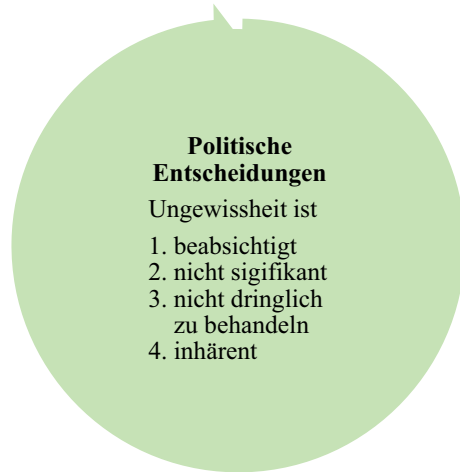 Politische
Entscheidungen
Ungewissheit ist
1. beabsichtigt
2. nicht sigifikant
3. nicht dringlich
zu behandeln
4. inhärent